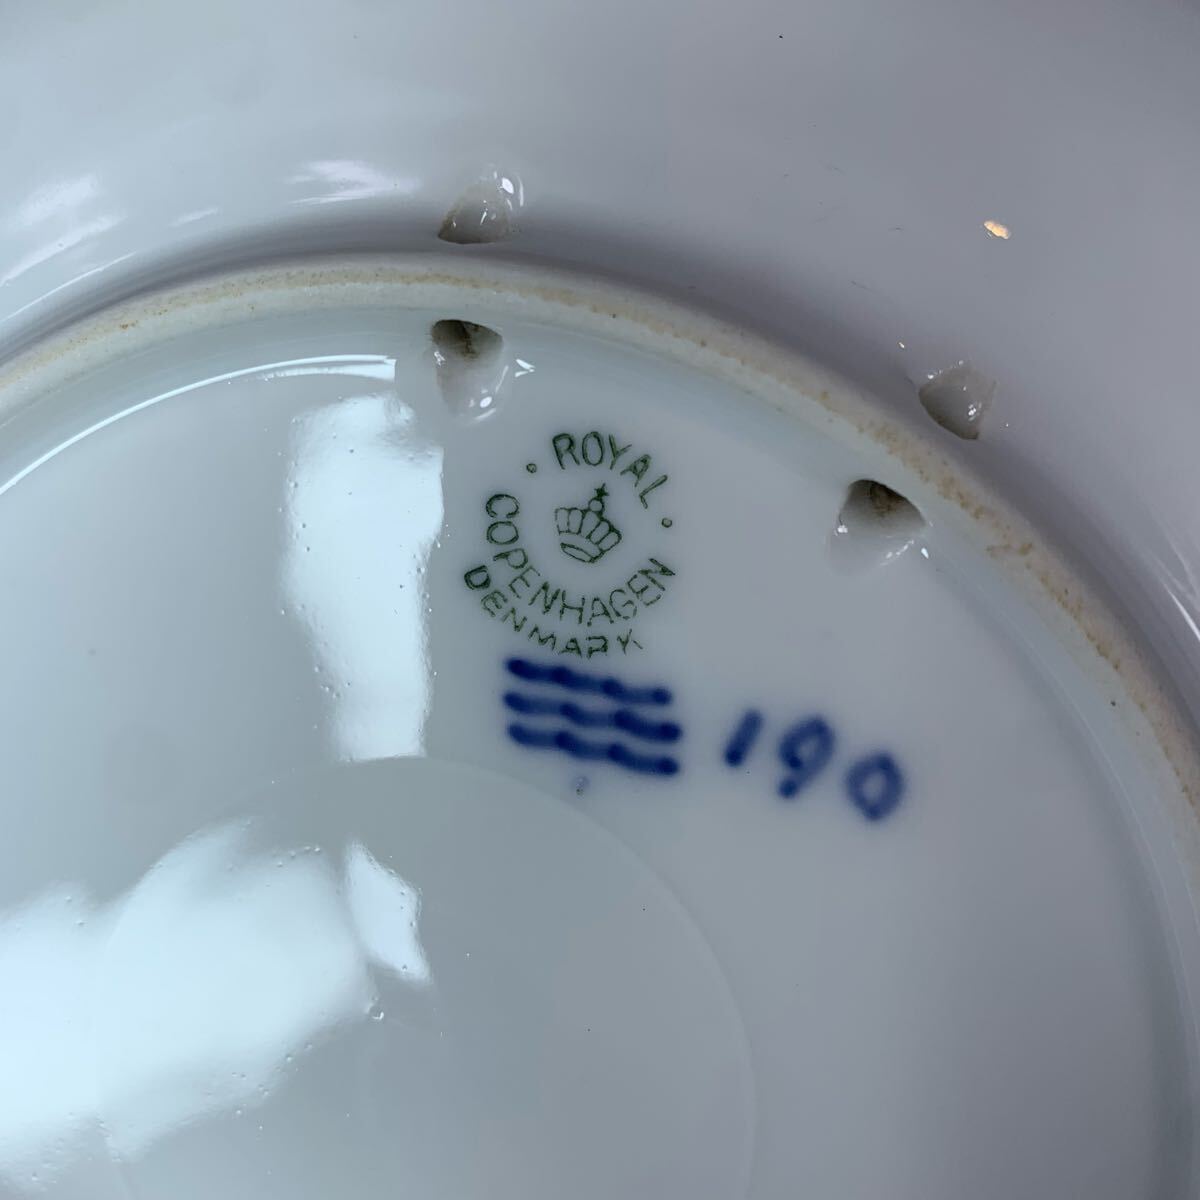 ROYAL
COPENHAGEN
DENMARK
190